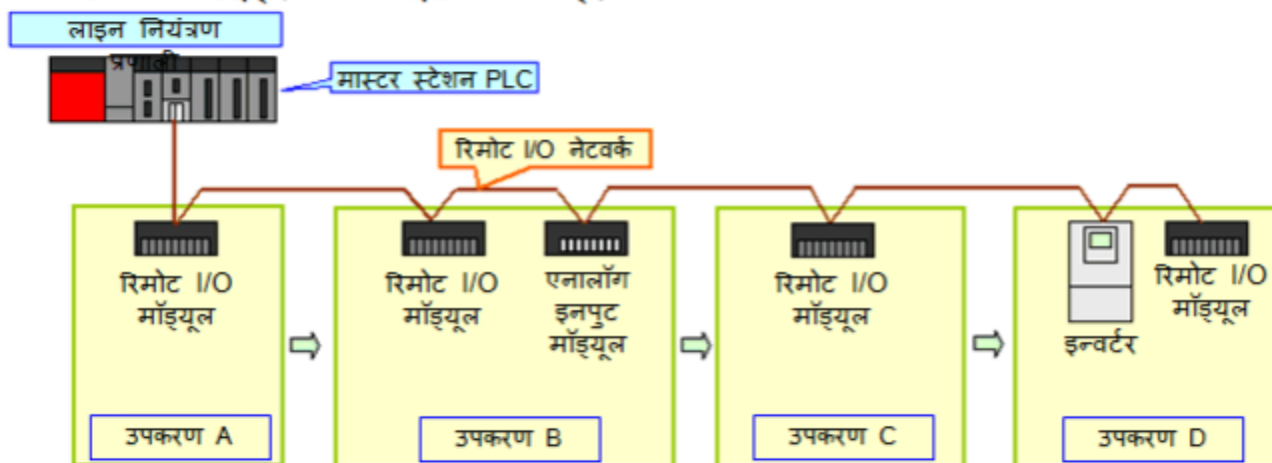 लाइन नियंत्रण
प्रणाली
मास्टर स्टेशन PLC
रिमोट I/O नेटवर्क
रिमोट I/O
मॉड्यूल
रिमोट I/O
मॉड्यूल
एनालॉग
इनपुट
मॉड्यूल
रिमोट I/O
मॉड्यूल
इन्वर्टर
रिमोट I/O
मॉड्यूल
उपकरण A
उपकरण B
उपकरण C
उपकरण D